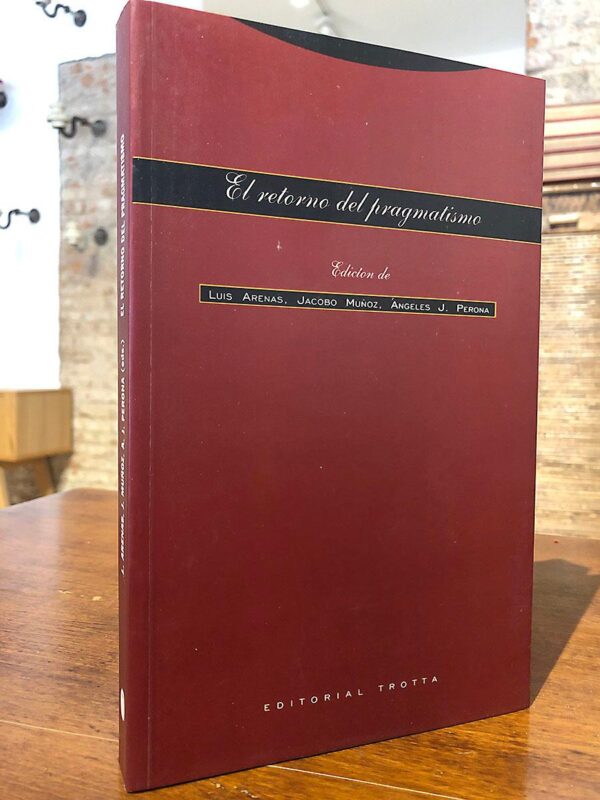 El retorno del pragmatismo
Edicion de
LUIS ARENAS, JACOBO MUÑOZ, ÁNGELES J. PERONA
EDITORIAL TROTTA
J. ARENAS, J. MUÑOZ, A. J. PERONA (eds.) EL RETORNO DEL PRAGMATISMO